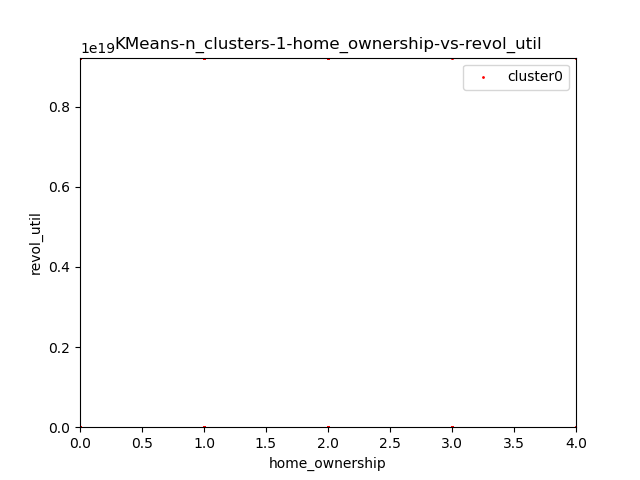 1e19
KMeans-n_clusters-1-home_ownership-vs-revol_util
cluster0
0.8
0.6
0.4
0.2
0.0
revol_util
0.0 0.5 1.0 1.5 2.0 2.5 3.0 3.5 4.0
home_ownership